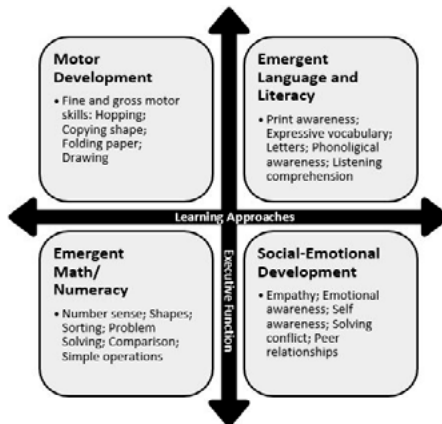 Motor
Development
• Fine and gross motor
skills: Hopping;
Copying shape;
Folding paper;
Drawing
Emergent
Language and
Literacy
• Print awareness;
Expressive vocabulary;
Letters; Phonoligical
awareness; Listening
comprehension
Learning Approaches
Executive Function
Emergent
Math/
Numeracy
• Number sense; Shapes;
Sorting; Problem
Solving; Comparison;
Simple operations
Social-Emotional
Development
• Empathy; Emotional
awareness; Self
awareness; Solving
conflict; Peer
relationships